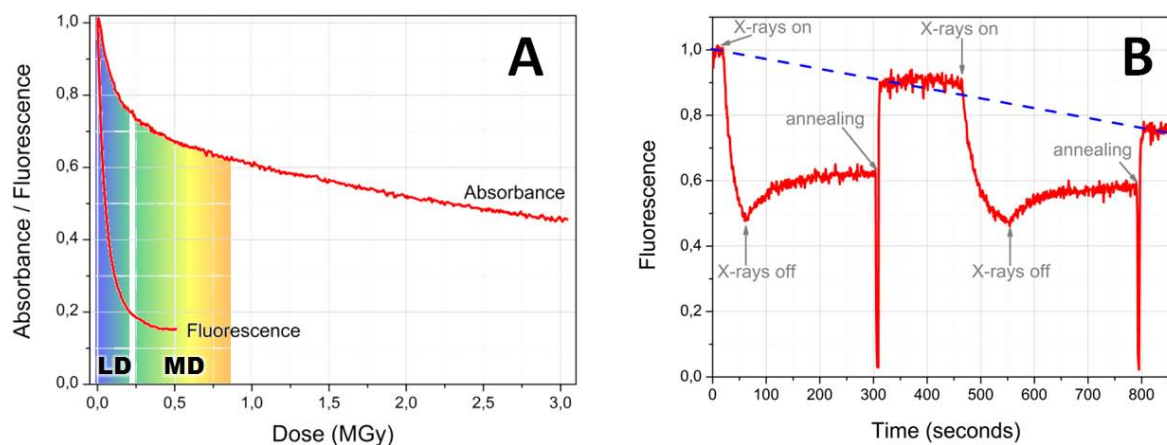 A
Absorbance / Fluorescence
1,0
0,8
0,6
0,4
0,2
0,0
Absorbance
Fluorescence
LD MD
0,0 0,5 1,0 1,5 2,0 2,5 3,0
Dose (MGy)
B
X-rays on
X-rays on
Fluorescence
1.0
0.8
0.6
0.4
0.2
0.0
annealing
annealing
X-rays off
X-rays off
0 100 200 300 400 500 600 700 800
Time (seconds)